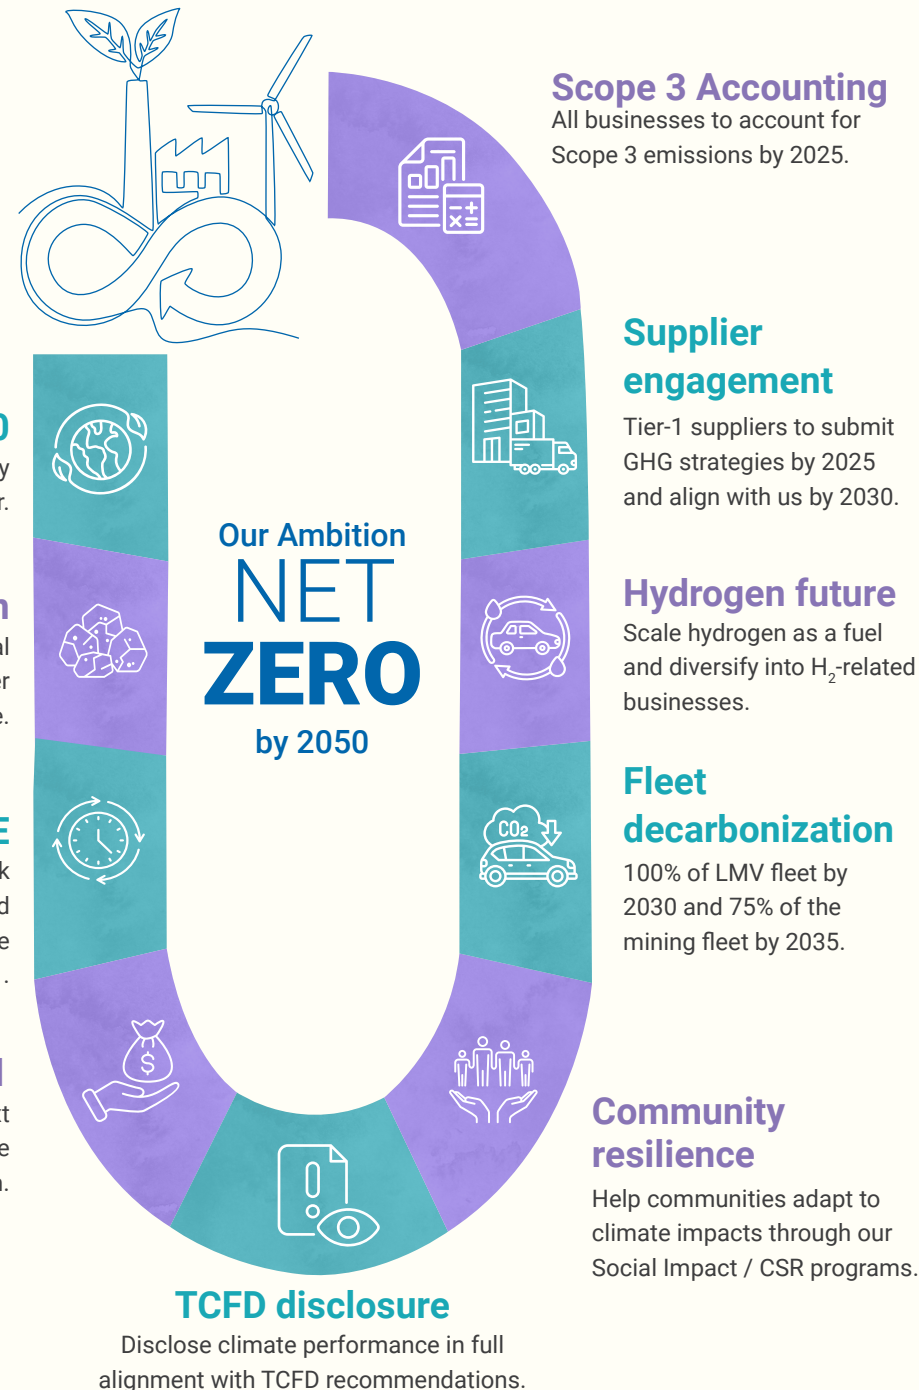 Scope 3 Accounting
All businesses to account for
Scope 3 emissions by 2025.
Supplier
engagement
Tier-1 suppliers to submit
GHG strategies by 2025
and align with us by 2030.
Hydrogen future
Scale hydrogen as a fuel
and diversify into H2-related
businesses.
Fleet
decarbonization
100% of LMV fleet by
2030 and 75% of the
mining fleet by 2035.
Community
resilience
Help communities adapt to
climate impacts through our
Social Impact / CSR programs.
TCFD disclosure
Disclose climate performance in full
alignment with TCFD recommendations.
Our Ambition
NET
ZERO
by 2050
CO2